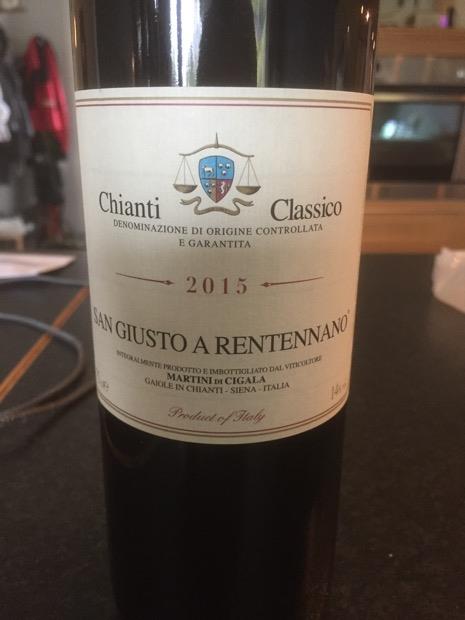 Chianti Classico
DENOMINAZIONE DI ORIGINE CONTROLLATA
E GARANTITA
2015
SAN GIUSTO A RENTENNANO®
INTEGRALMENTE PRODOTTO E IMBOTTIGLIATO DAL VITICOLTORE
MARTINI DI CIGALA
GAIOLE IN CHIANTI - SIENA - ITALIA
Product of Italy